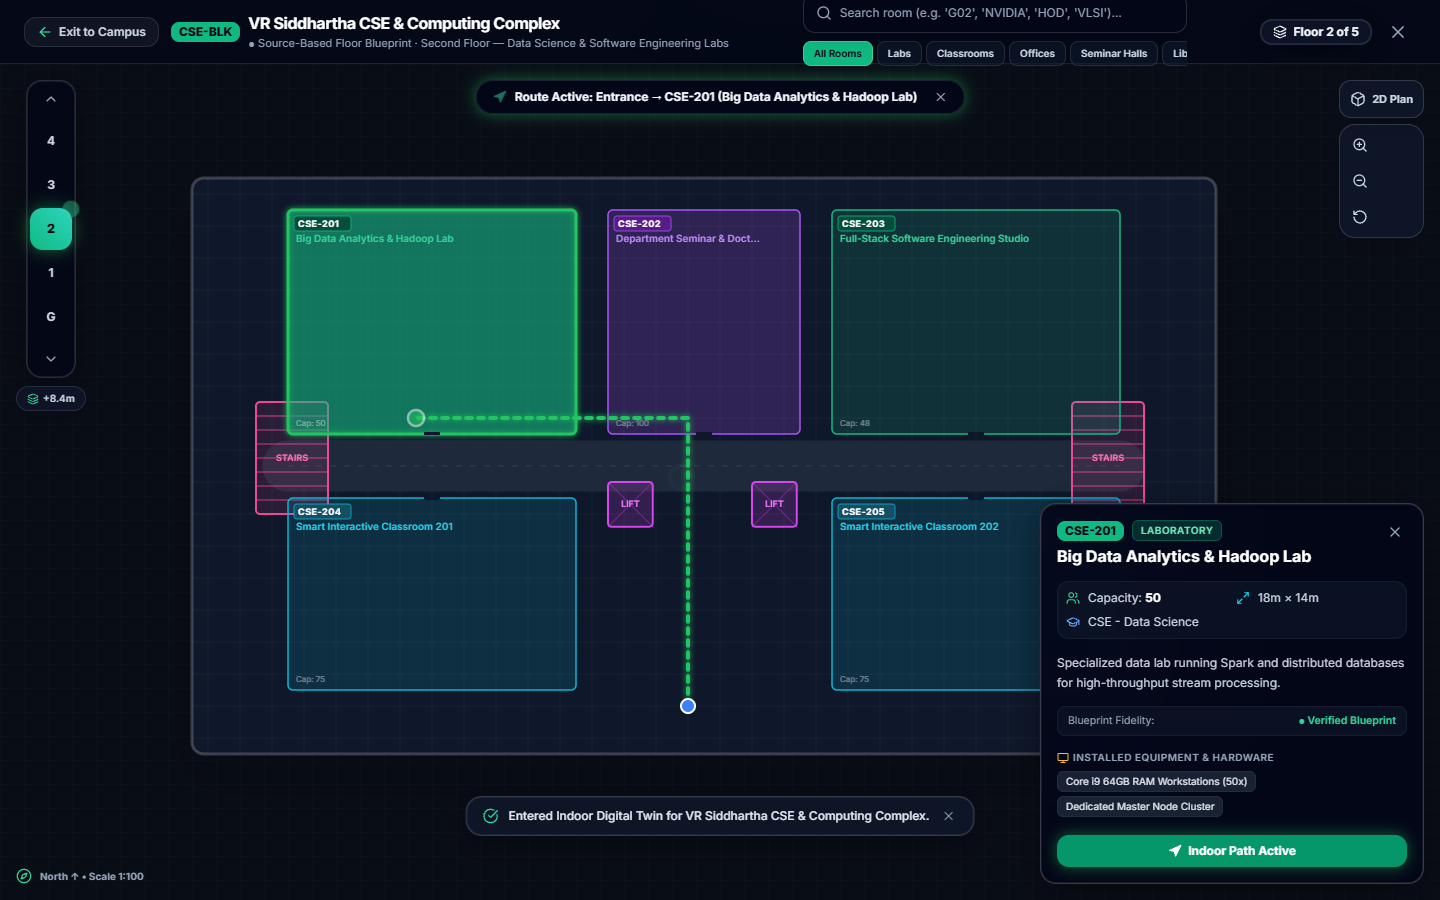 Exit to Campus
CSE-BLK
VR Siddhartha CSE & Computing Complex
● Source-Based Floor Blueprint · Second Floor — Data Science & Software Engineering Labs
Search room (e.g. 'G02', 'NVIDIA', 'HOD', 'VLSI')...
All Rooms
Labs
Classrooms
Offices
Seminar Halls
Lib
Floor 2 of 5
Route Active: Entrance → CSE-201 (Big Data Analytics & Hadoop Lab)
2D Plan
4
3
2
1
G
+8.4m
CSE-201
Big Data Analytics & Hadoop Lab
Cap: 50
CSE-202
Department Seminar & Doct...
Cap: 100
CSE-203
Full-Stack Software Engineering Studio
Cap: 48
STAIRS
STAIRS
LIFT
LIFT
CSE-204
Smart Interactive Classroom 201
Cap: 75
CSE-205
Smart Interactive Classroom 202
Cap: 75
CSE-201
LABORATORY
Big Data Analytics & Hadoop Lab
Capacity: 50
18m × 14m
CSE - Data Science
Specialized data lab running Spark and distributed databases
for high-throughput stream processing.
Blueprint Fidelity:
● Verified Blueprint
INSTALLED EQUIPMENT & HARDWARE
Core i9 64GB RAM Workstations (50x)
Dedicated Master Node Cluster
Indoor Path Active
Entered Indoor Digital Twin for VR Siddhartha CSE & Computing Complex.
North ↑ • Scale 1:100